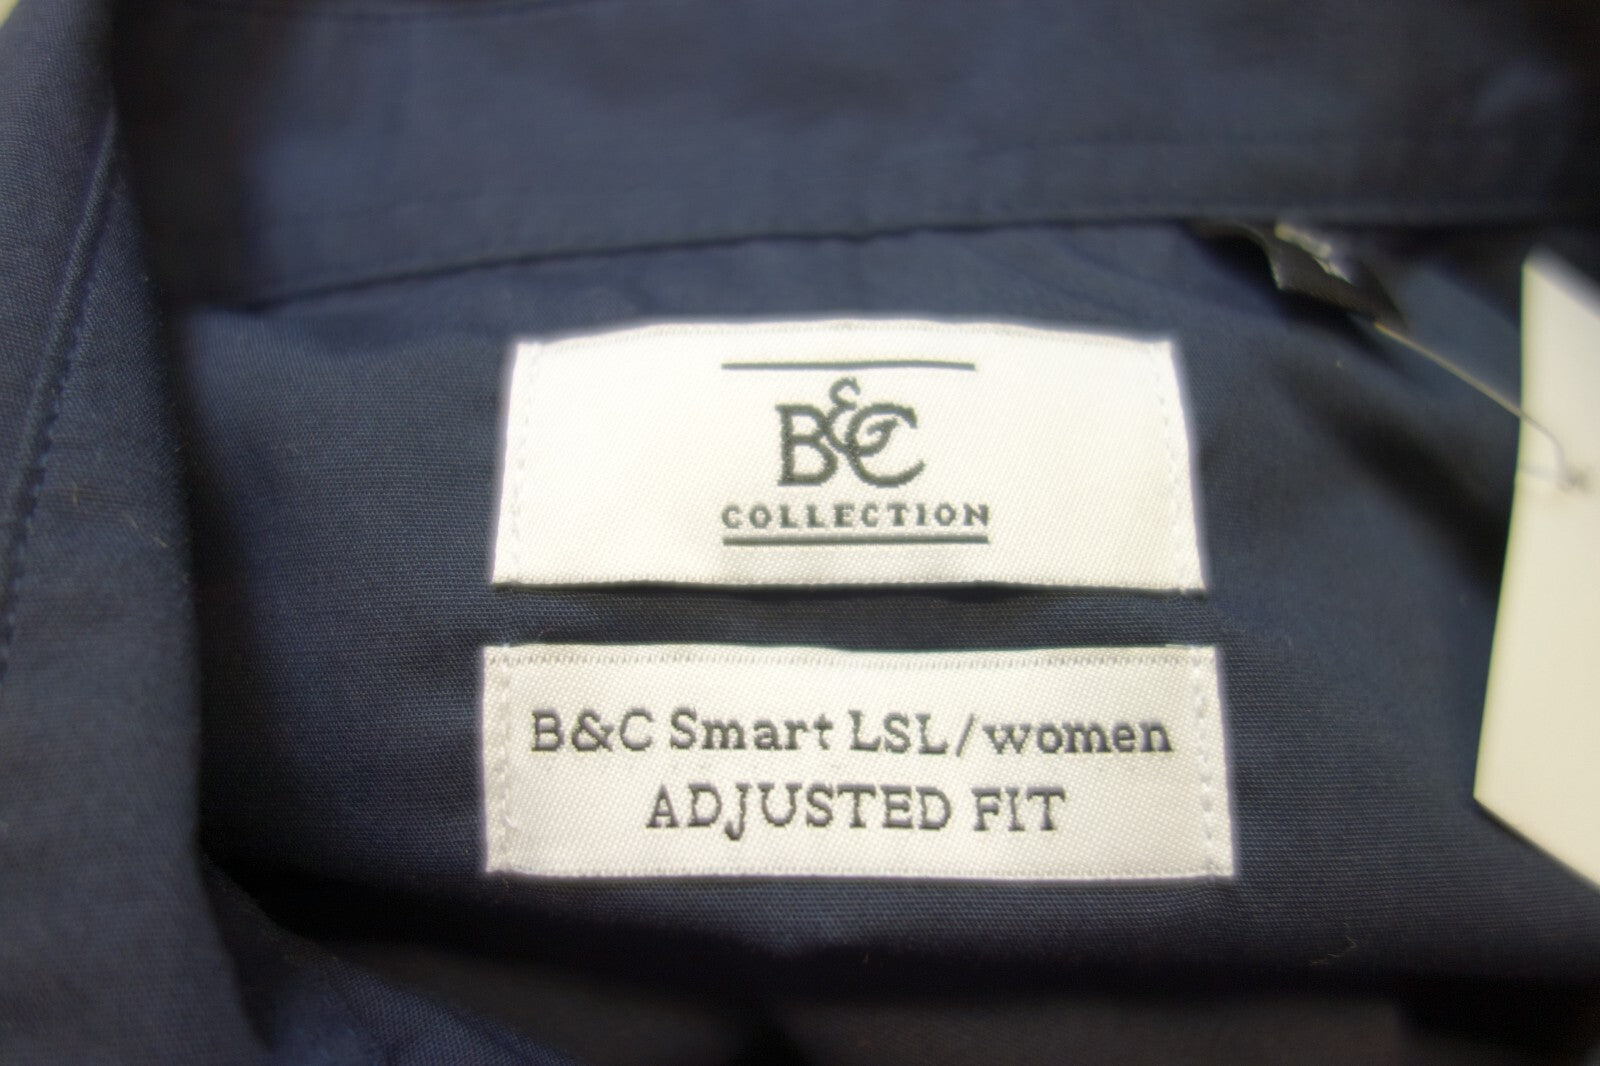 B&C
COLLECTION
B&C Smart LSL/women
ADJUSTED FIT